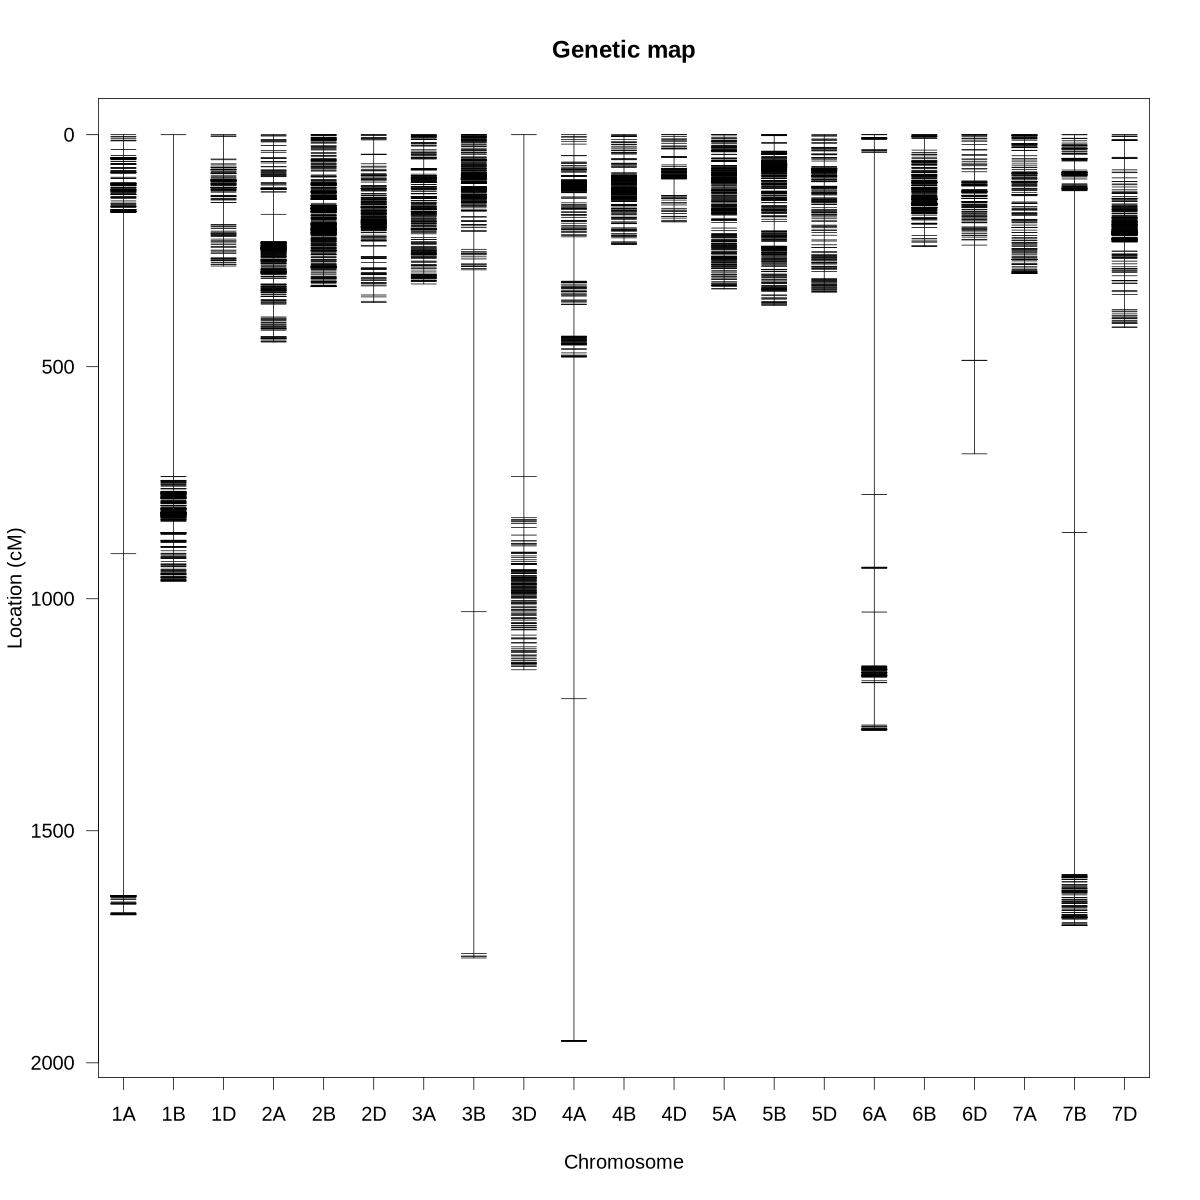 Genetic map
0
500
1000
1500
2000
Location (cM)
1A 1B 1D 2A 2B 2D 3A 3B 3D 4A 4B 4D 5A 5B 5D 6A 6B 6D 7A 7B 7D
Chromosome